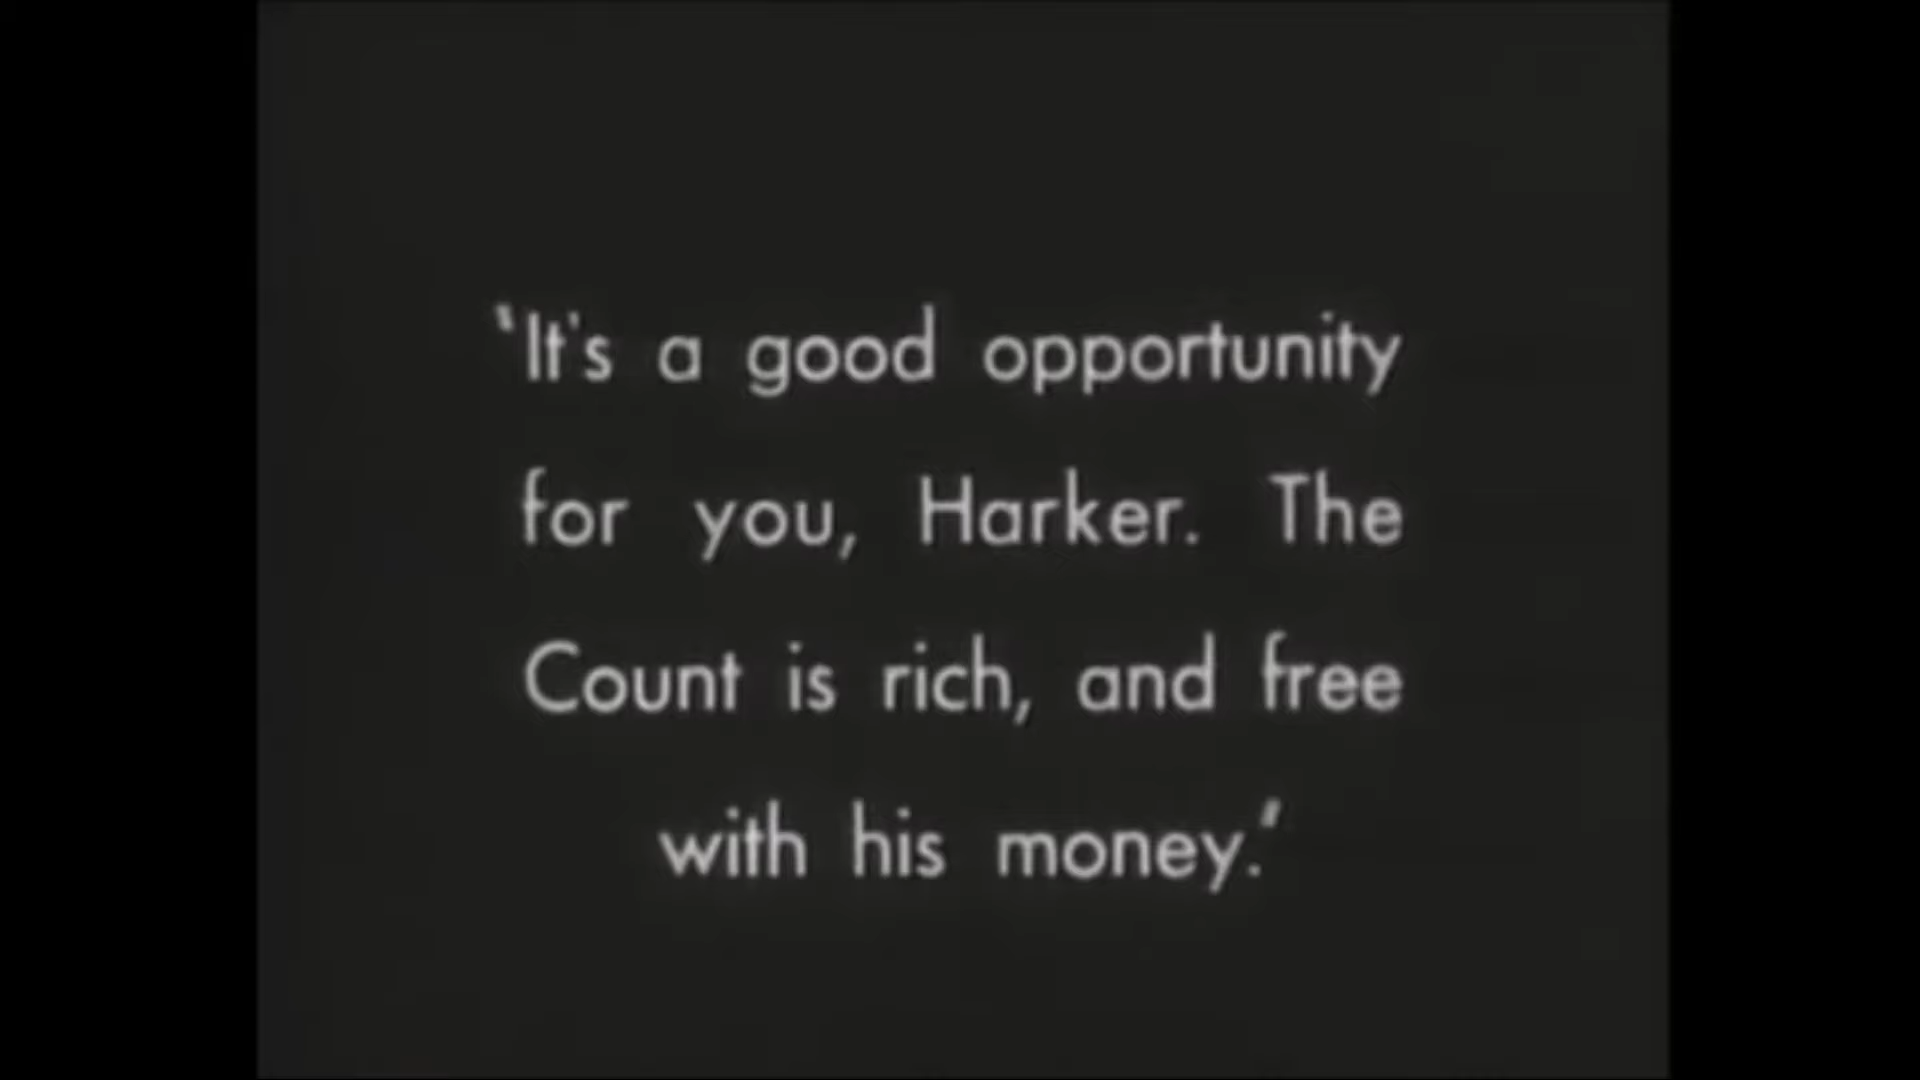 ‘It's a good opportunity
for you, Harker. The
Count is rich, and free
with his money.’